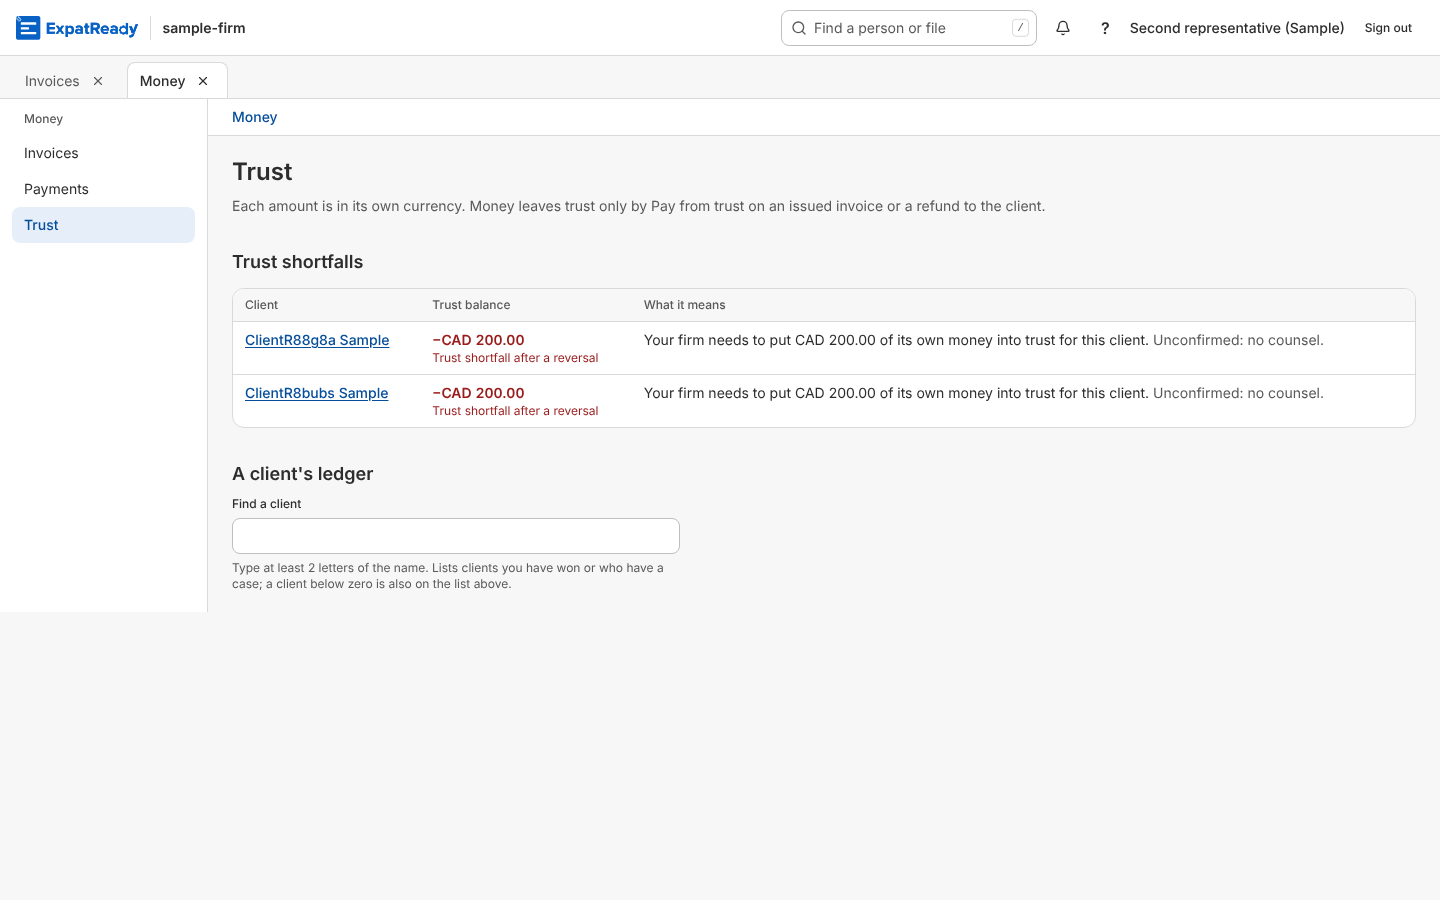 ExpatReady
sample-firm
Find a person or file
/
?
Second representative (Sample)
Sign out
Invoices
Money
Money
Invoices
Payments
Trust
Money
Trust
Each amount is in its own currency. Money leaves trust only by Pay from trust on an issued invoice or a refund to the client.
Trust shortfalls
Client Trust balance What it means
ClientR88g8a Sample −CAD 200.00 Your firm needs to put CAD 200.00 of its own money into trust for this client. Unconfirmed: no counsel.
Trust shortfall after a reversal
ClientR8bubs Sample −CAD 200.00 Your firm needs to put CAD 200.00 of its own money into trust for this client. Unconfirmed: no counsel.
Trust shortfall after a reversal
A client's ledger
Find a client
Type at least 2 letters of the name. Lists clients you have won or who have a
case; a client below zero is also on the list above.